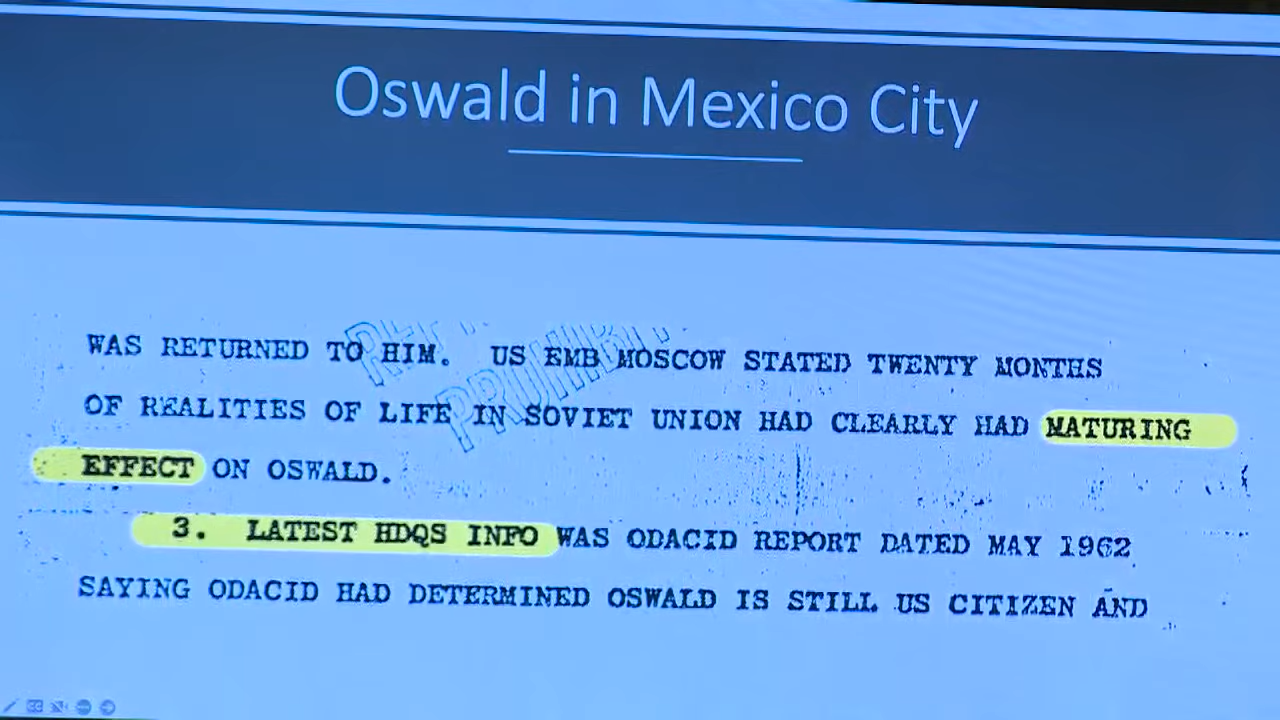 Oswald in Mexico City
WAS RETURNED TO HIM. US EMB MOSCOW STATED TWENTY MONTHS
OF REALITIES OF LIFE IN SOVIET UNION HAD CLEARLY HAD MATURING
EFFECT ON OSWALD.
3. LATEST HDQS INFO WAS ODACID REPORT DATED MAY 1962
SAYING ODACID HAD DETERMINED OSWALD IS STILL US CITIZEN AND